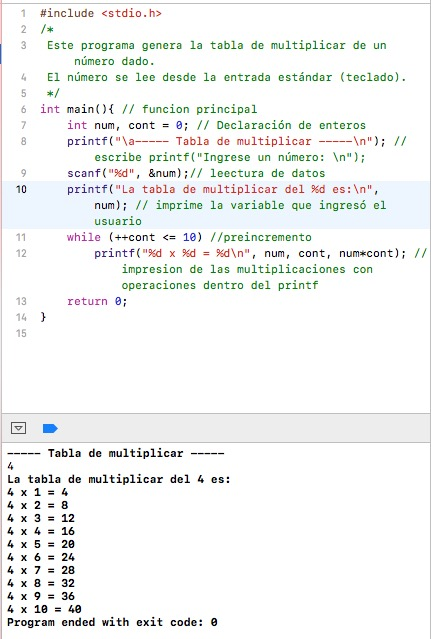 1 #include <stdio.h>
2 /*
3 Este programa genera la tabla de multiplicar de un
número dado.
4 El número se lee desde la entrada estándar (teclado).
5 */
6 int main(){ // funcion principal
7 int num, cont = 0; // Declaración de enteros
8 printf("\a––––– Tabla de multiplicar –––––\n"); //
escribe printf("Ingrese un número: \n");
9 scanf("%d", &num);// leectura de datos
10 printf("La tabla de multiplicar del %d es:\n",
num); // imprime la variable que ingresó el
usuario
11 while (++cont <= 10) //preincremento
12 printf("%d x %d = %d\n", num, cont, num*cont); //
impresion de las multiplicaciones con
operaciones dentro del printf
13 return 0;
14 }
15
––––– Tabla de multiplicar –––––
4
La tabla de multiplicar del 4 es:
4 x 1 = 4
4 x 2 = 8
4 x 3 = 12
4 x 4 = 16
4 x 5 = 20
4 x 6 = 24
4 x 7 = 28
4 x 8 = 32
4 x 9 = 36
4 x 10 = 40
Program ended with exit code: 0